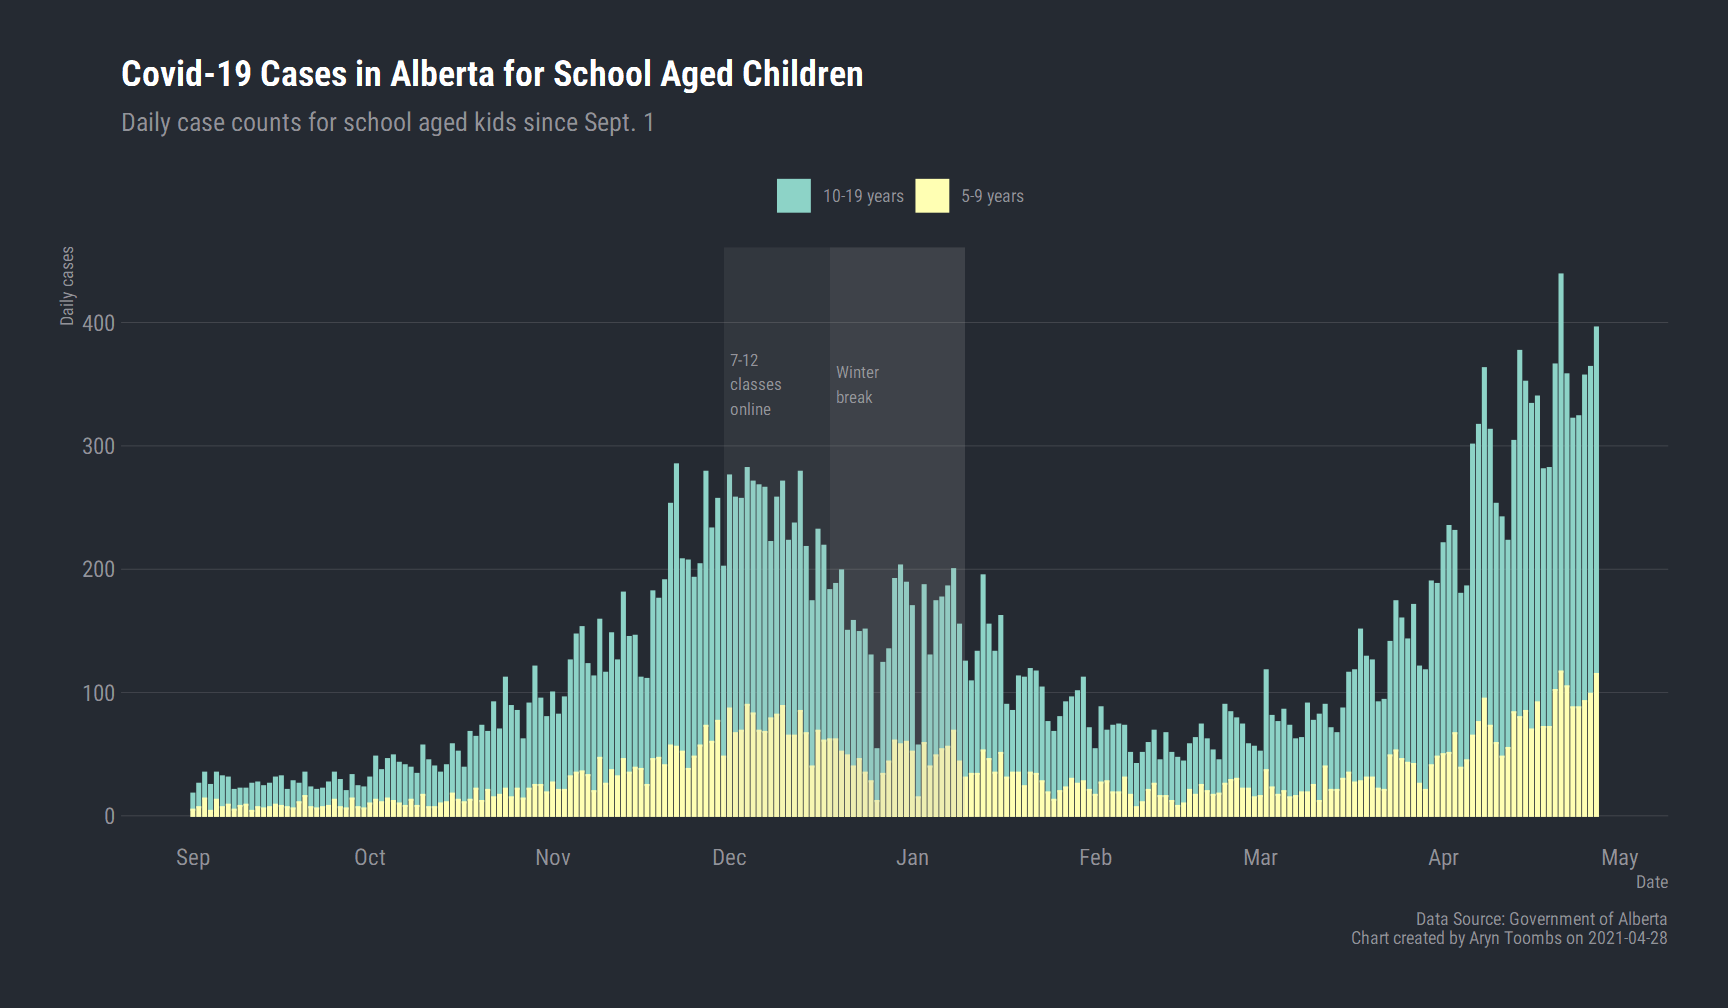 Covid-19 Cases in Alberta for School Aged Children
Daily case counts for school aged kids since Sept. 1
10-19 years
5-9 years
Daily cases
400
300
200
100
0
7-12
classes
online
Winter
break
Sep
Oct
Nov
Dec
Jan
Feb
Mar
Apr
May
Date
Data Source: Government of Alberta
Chart created by Aryn Toombs on 2021-04-28